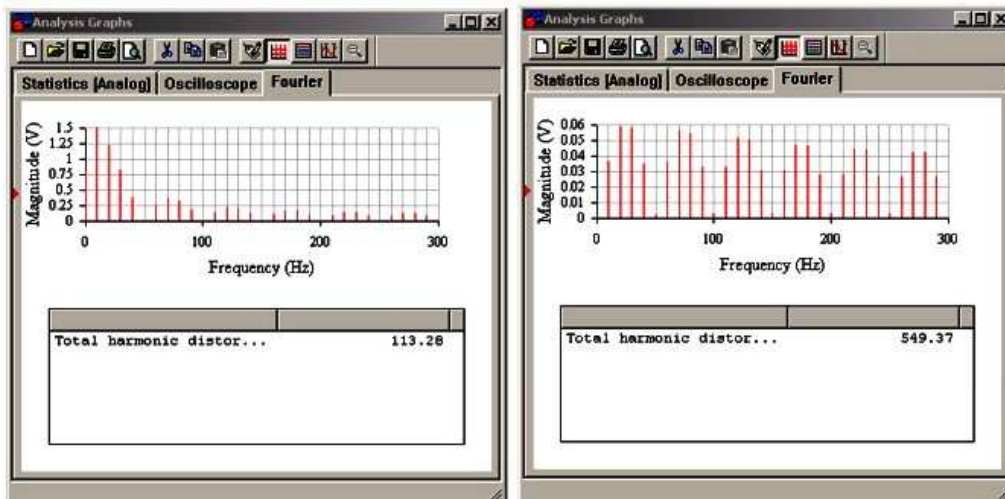 Analysis Graphs
Statistics [Analog] Oscilloscope Fourier
Magnitude (V)
1.5
1.25
1
0.75
0.5
0.25
0
0 100 200 300
Frequency (Hz)
Total harmonic distor... 113.28
Analysis Graphs
Statistics [Analog] Oscilloscope Fourier
Magnitude (V)
0.06
0.05
0.04
0.03
0.02
0.01
0
0 100 200 300
Frequency (Hz)
Total harmonic distor... 549.37